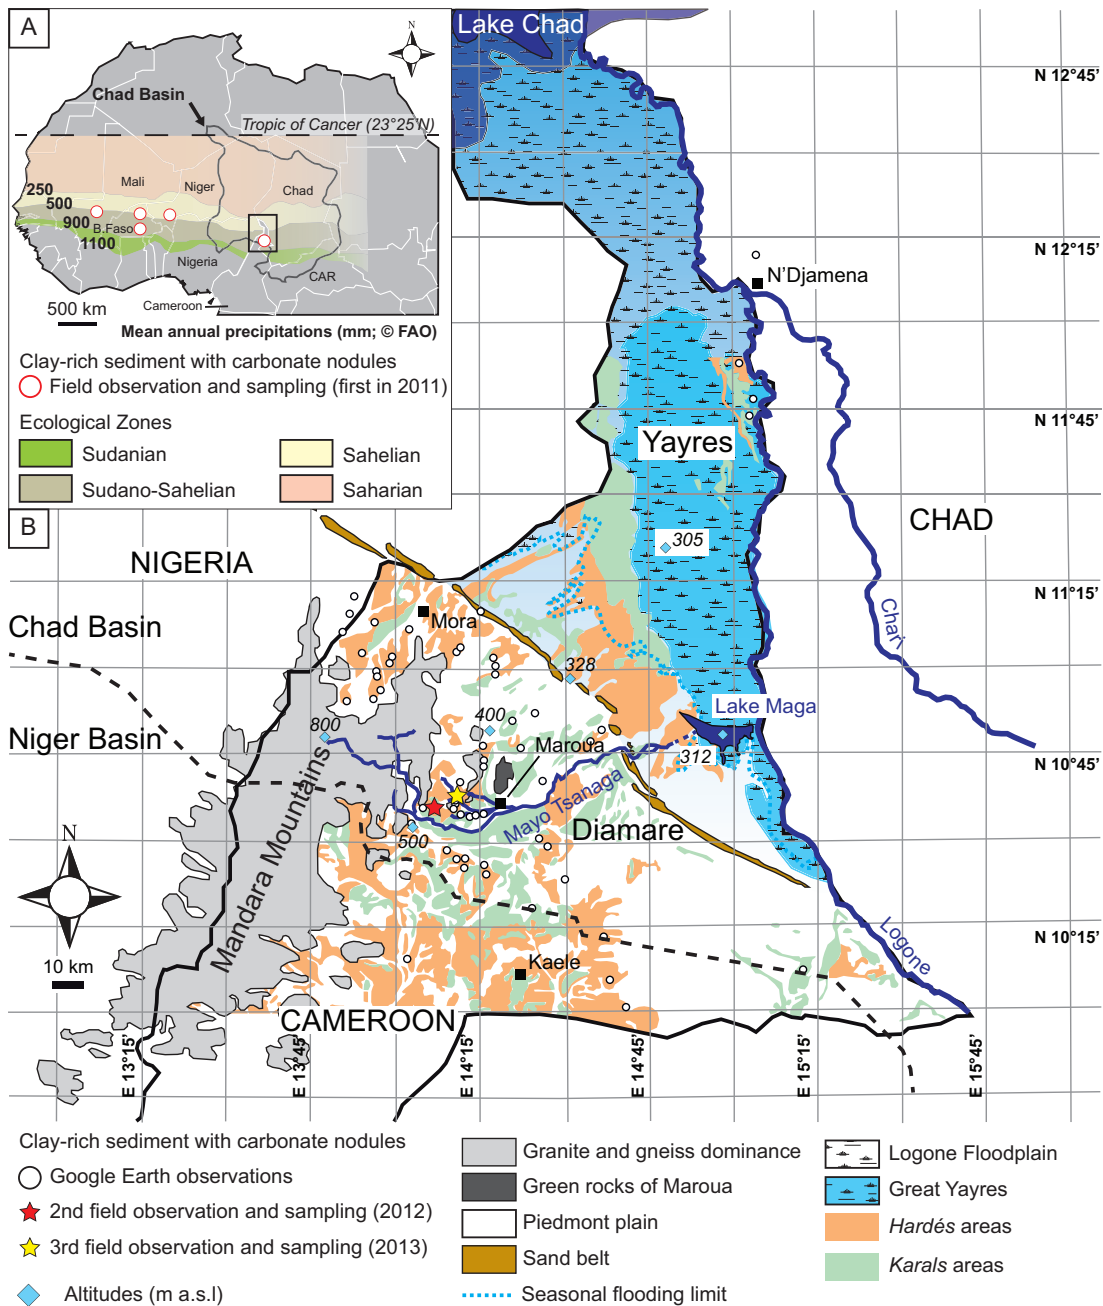 A
N
Chad Basin
Tropic of Cancer (23°25'N)
Mali
Niger
Chad
250
500
900
B.Faso
1100
Nigeria
CAR
Cameroon
500 km
Mean annual precipitations (mm; © FAO)
Clay-rich sediment with carbonate nodules
Field observation and sampling (first in 2011)
Ecological Zones
Sudanian
Sahelian
Sudano-Sahelian
Saharian
B
Lake Chad
N 12°45'
N 12°15'
N'Djamena
N 11°45'
Yayres
CHAD
305
NIGERIA
N 11°15'
Chari
Mora
Chad Basin
328
Lake Maga
800
400
Niger Basin
Maroua
312
N 10°45'
Mayo Tsanaga
Diamare
500
Mandara Mountains
N
Logone
N 10°15'
10 km
Kaele
CAMEROON
E 13°15'
E 13°45'
E 14°15'
E 14°45'
E 15°15'
E 15°45'
Clay-rich sediment with carbonate nodules
Google Earth observations
2nd field observation and sampling (2012)
3rd field observation and sampling (2013)
Altitudes (m a.s.l)
Granite and gneiss dominance
Green rocks of Maroua
Piedmont plain
Sand belt
Seasonal flooding limit
Logone Floodplain
Great Yayres
Hardés areas
Karals areas